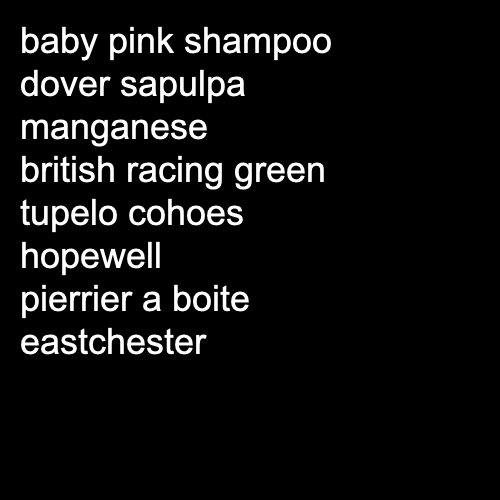 baby pink shampoo
dover sapulpa
manganese
british racing green
tupelo cohoes
hopewell
pierrier a boite
eastchester